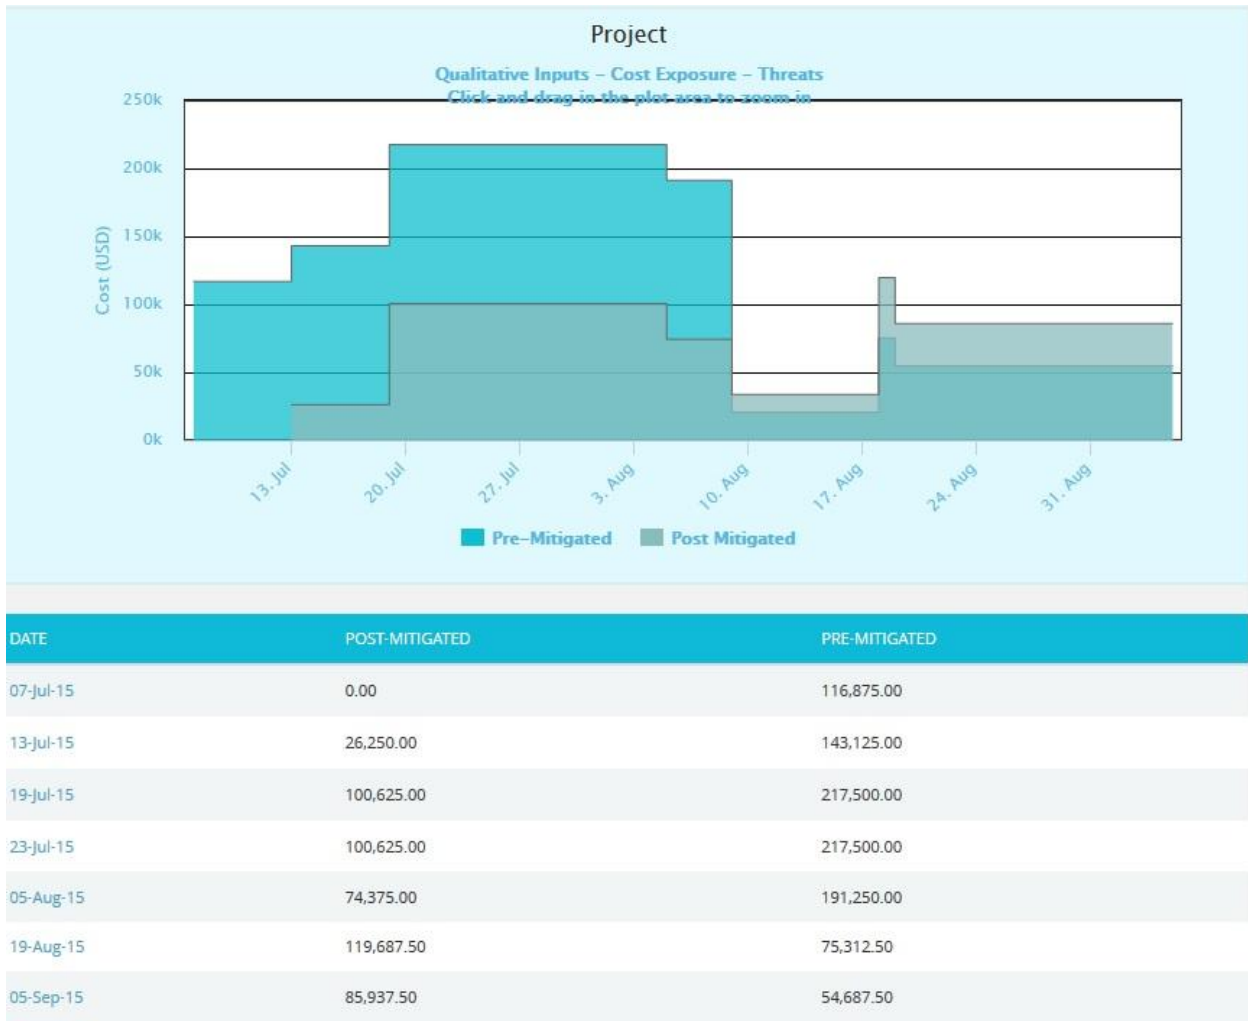 Project
Qualitative Inputs – Cost Exposure – Threats
Click and drag in the plot area to zoom in
Cost (USD)
250k
200k
150k
100k
50k
0k
13. Jul 20. Jul 27. Jul 3. Aug 10. Aug 17. Aug 24. Aug 31. Aug
Pre–Mitigated Post Mitigated
DATE POST-MITIGATED PRE-MITIGATED
07-Jul-15 0.00 116,875.00
13-Jul-15 26,250.00 143,125.00
19-Jul-15 100,625.00 217,500.00
23-Jul-15 100,625.00 217,500.00
05-Aug-15 74,375.00 191,250.00
19-Aug-15 119,687.50 75,312.50
05-Sep-15 85,937.50 54,687.50